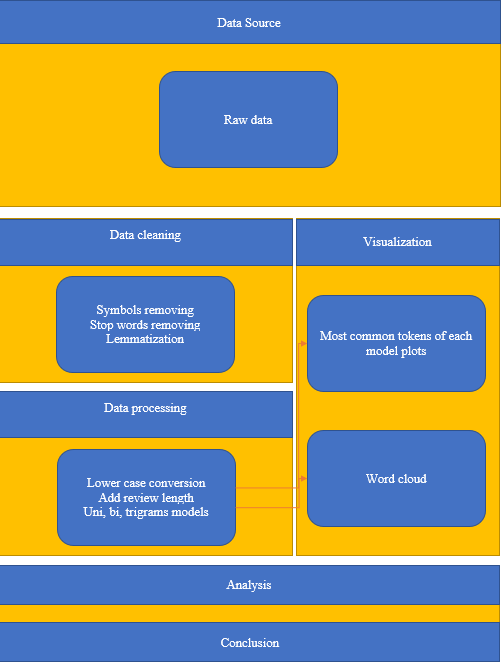 Data Source
Raw data
Data cleaning
Symbols removing
Stop words removing
Lemmatization
Data processing
Lower case conversion
Add review length
Uni, bi, trigrams models
Visualization
Most common tokens of each
model plots
Word cloud
Analysis
Conclusion